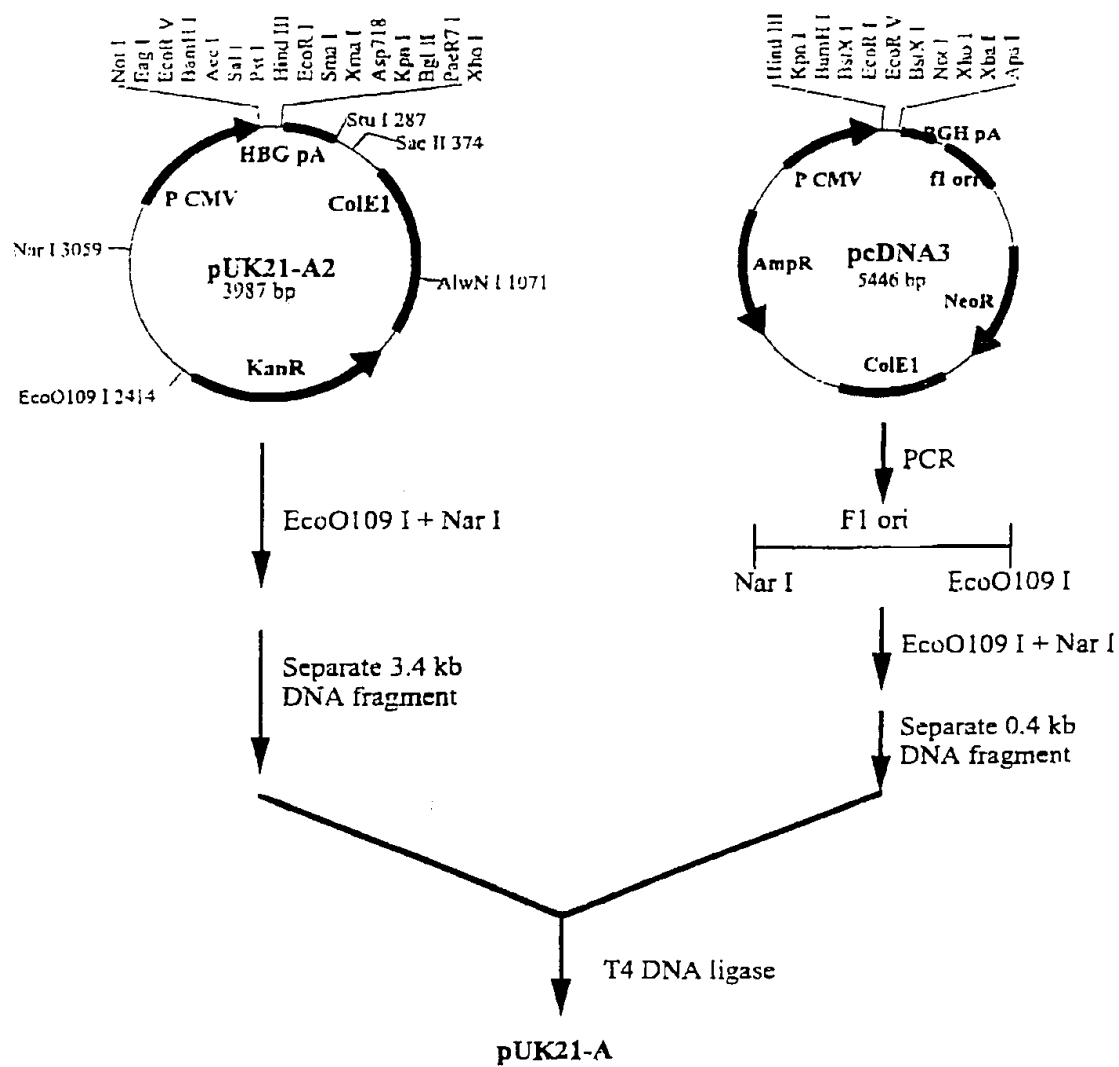 Not I
Eag I
EcoR V
BamH I
Acc I
Sal I
Pst I
Hind III
EcoR I
Sma I
Xma I
Asp718
Kpn I
Bgl II
PaeR7 I
Xho I
HBG pA
Stu I 287
Sac II 374
P CMV
ColE1
Nar I 3059
pUK21-A2
3987 bp
AlwN I 1071
KanR
EcoO109 I 2414
Hind III
Kpn I
BamH I
BstX I
EcoR I
EcoR V
BstX I
Not I
Xho I
Xba I
Apa I
BGH pA
P CMV
f1 ori
AmpR
pcDNA3
5446 bp
NeoR
ColE1
EcoO109 I + Nar I
PCR
F1 ori
Nar I
EcoO109 I
EcoO109 I + Nar I
Separate 3.4 kb
DNA fragment
Separate 0.4 kb
DNA fragment
T4 DNA ligase
pUK21-A